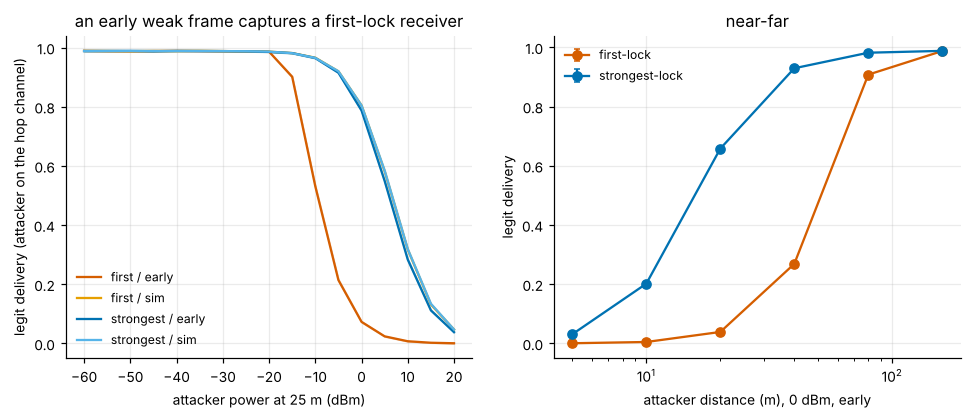 an early weak frame captures a first-lock receiver
legit delivery (attacker on the hop channel)
1.0
0.8
0.6
0.4
0.2
0.0
first / early
first / sim
strongest / early
strongest / sim
−60 −50 −40 −30 −20 −10 0 10 20
attacker power at 25 m (dBm)
near-far
legit delivery
1.0
0.8
0.6
0.4
0.2
0.0
first-lock
strongest-lock
10¹ 10²
attacker distance (m), 0 dBm, early